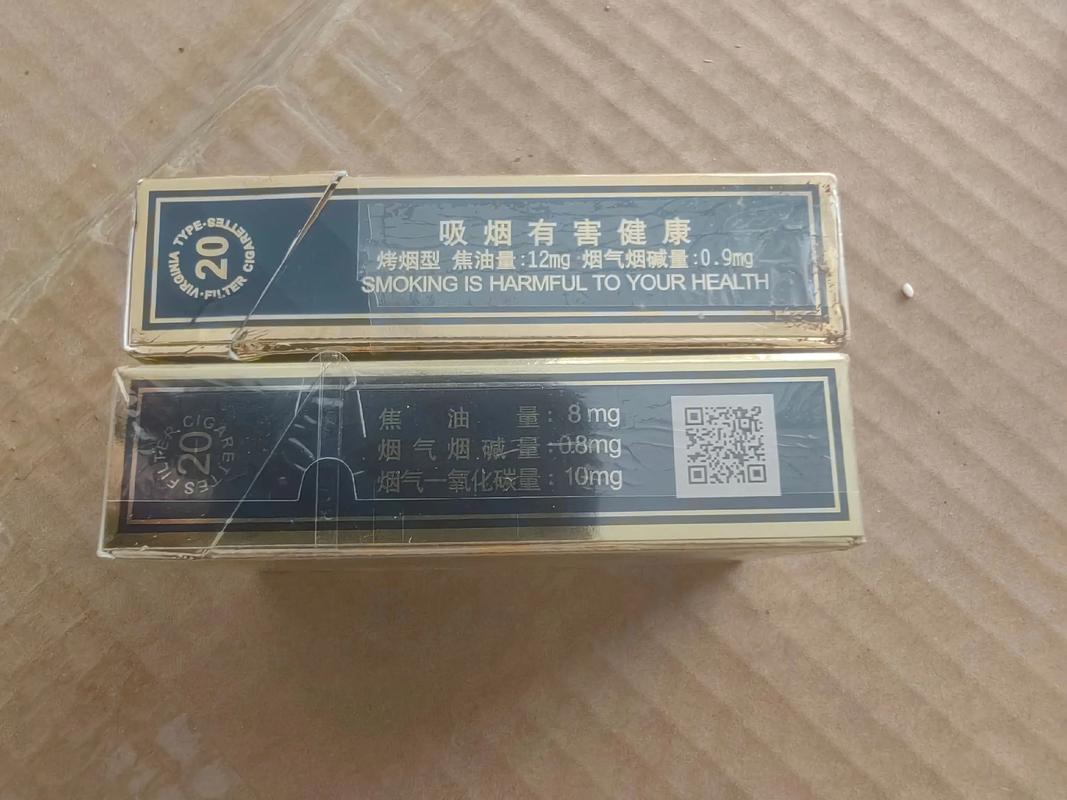 VIRGINIA TYPE·FILTER CIGARETTES
20
吸烟有害健康
烤烟型 焦油量:12mg 烟气烟碱量:0.9mg
SMOKING IS HARMFUL TO YOUR HEALTH
FILTER CIGARETTES
20
焦油量:8mg
烟气烟碱量:0.8mg
烟气一氧化碳量:10mg